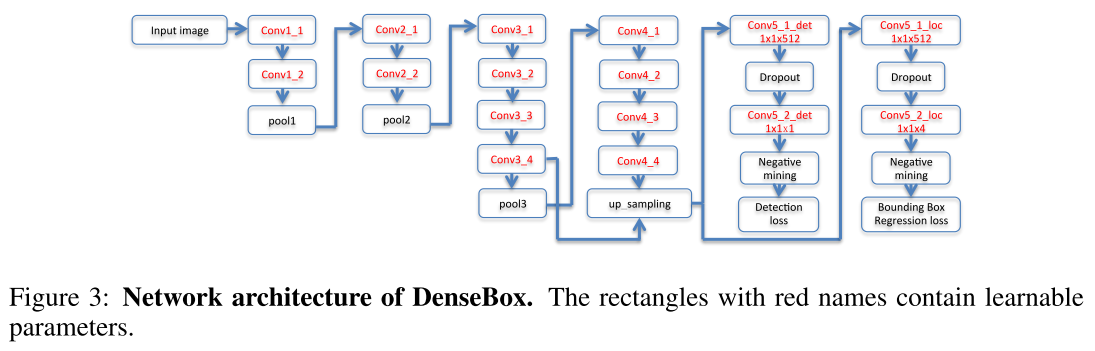 Input image
Conv1_1
Conv1_2
pool1
Conv2_1
Conv2_2
pool2
Conv3_1
Conv3_2
Conv3_3
Conv3_4
pool3
Conv4_1
Conv4_2
Conv4_3
Conv4_4
up_sampling
Conv5_1_det
1x1x512
Dropout
Conv5_2_det
1x1x1
Negative
mining
Detection
loss
Conv5_1_loc
1x1x512
Dropout
Conv5_2_loc
1x1x4
Negative
mining
Bounding Box
Regression loss
Figure 3: Network architecture of DenseBox. The rectangles with red names contain learnable
parameters.